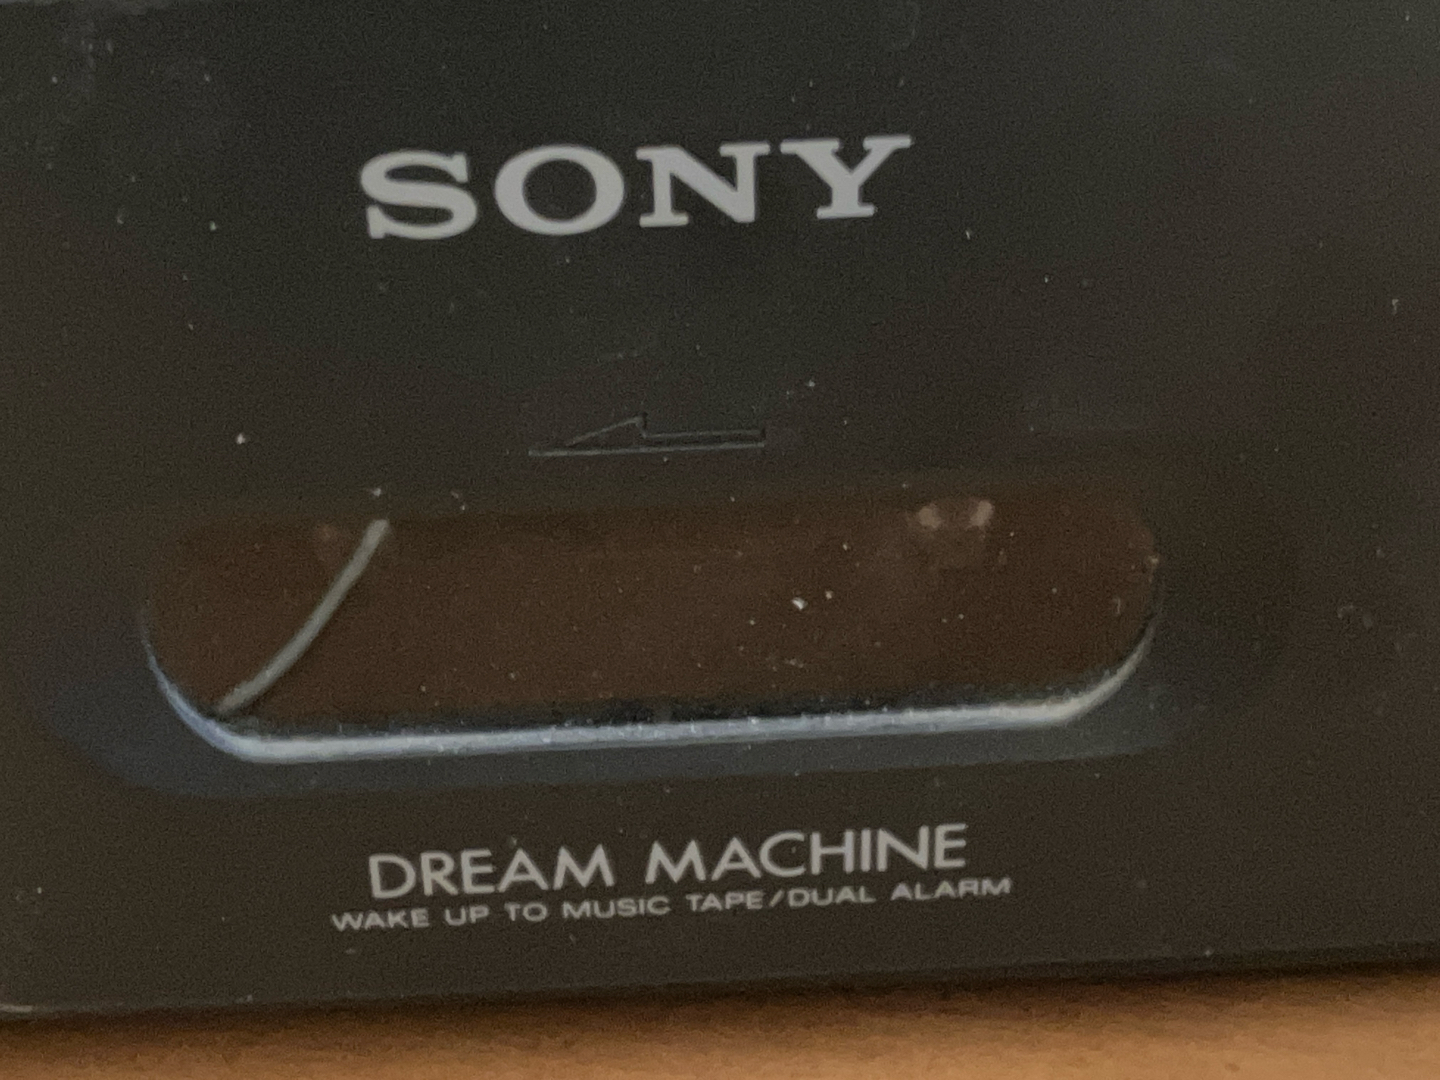 SONY
DREAM MACHINE
WAKE UP TO MUSIC TAPE/DUAL ALARM